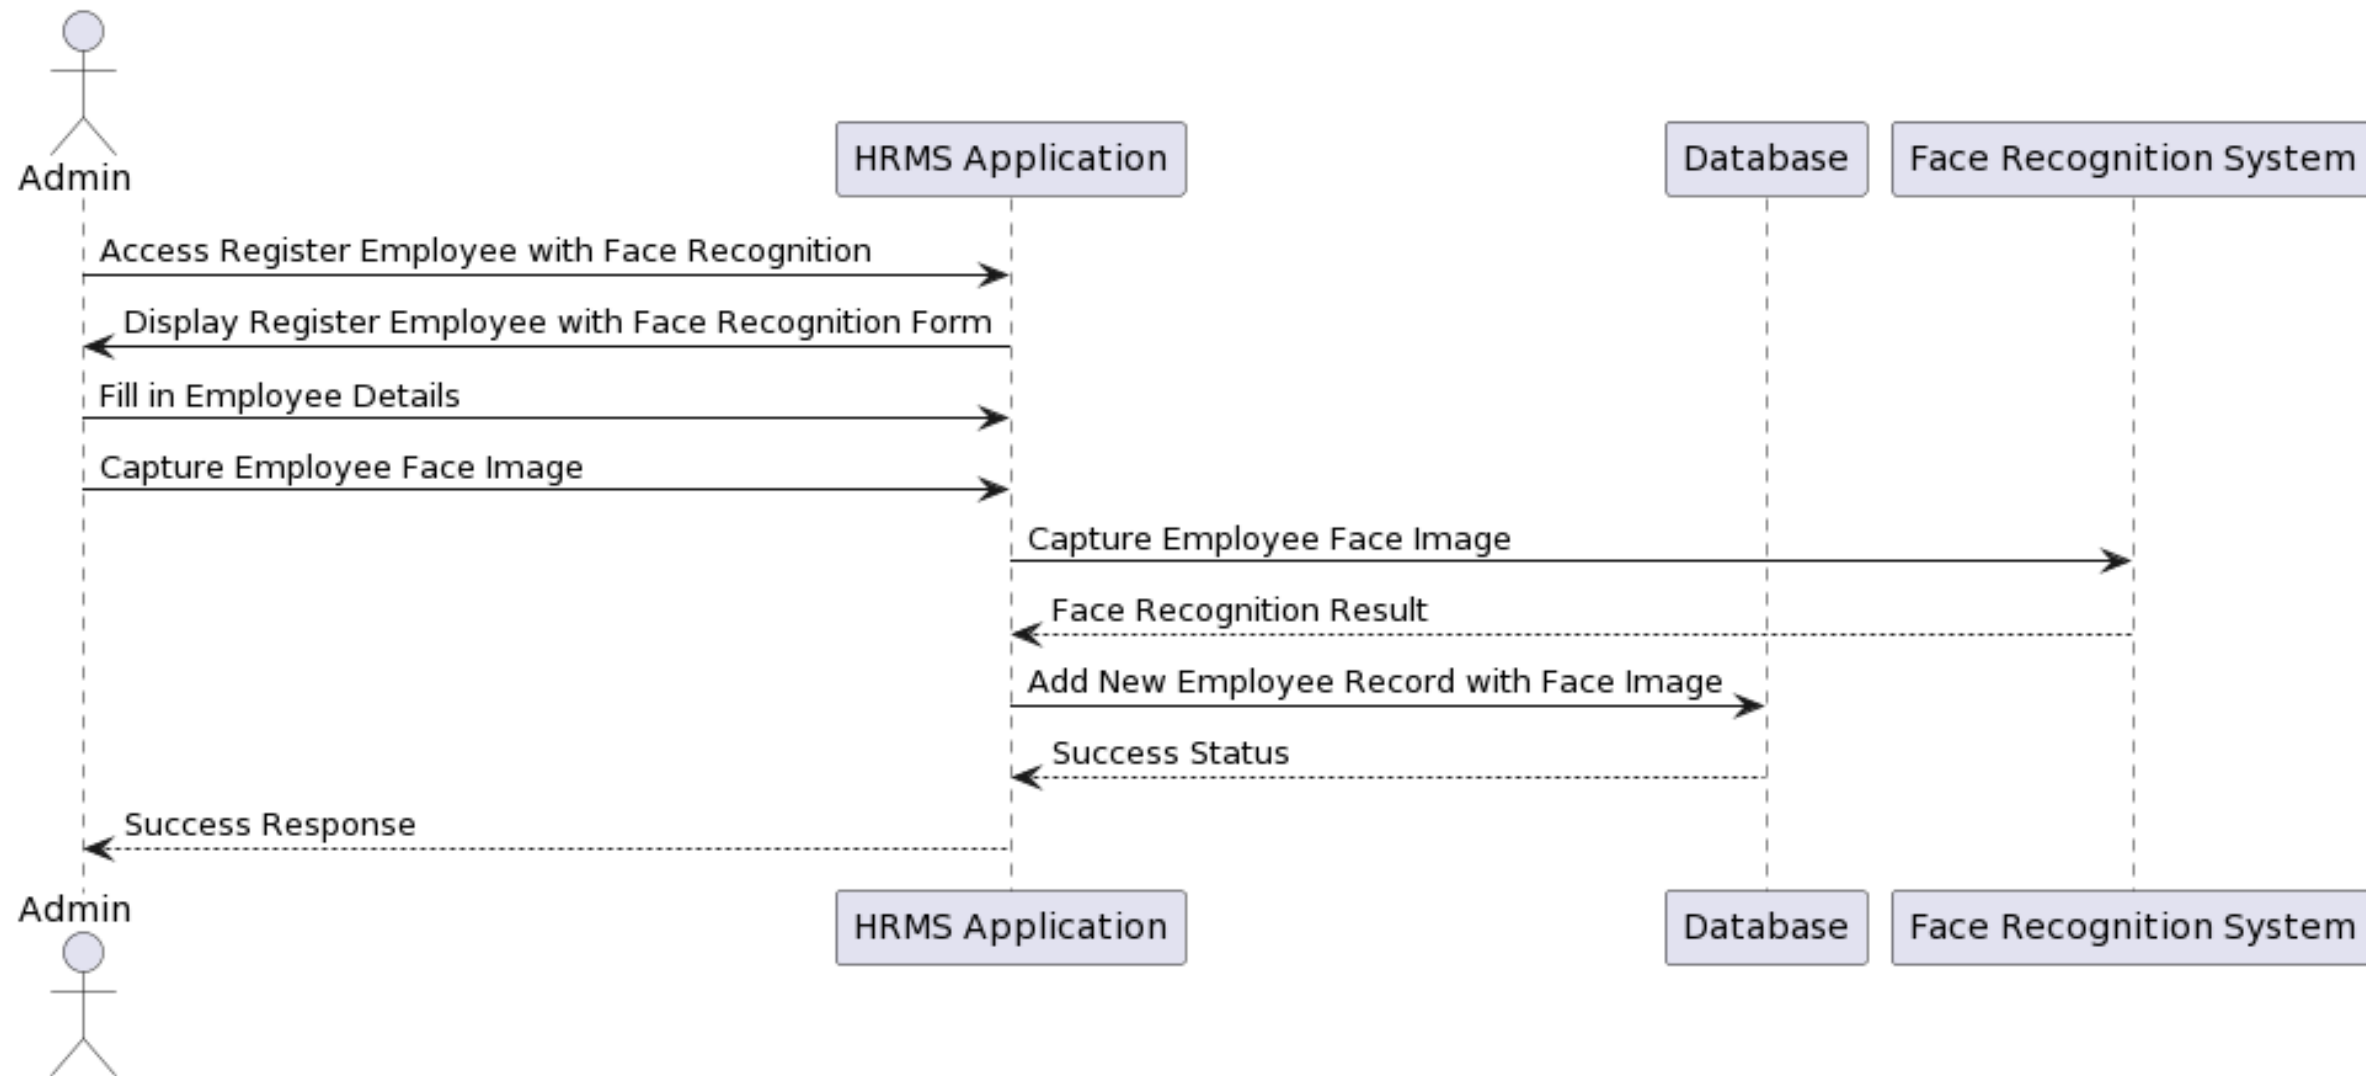 Admin
HRMS Application
Database
Face Recognition System
Access Register Employee with Face Recognition
Display Register Employee with Face Recognition Form
Fill in Employee Details
Capture Employee Face Image
Capture Employee Face Image
Face Recognition Result
Add New Employee Record with Face Image
Success Status
Success Response
Admin
HRMS Application
Database
Face Recognition System